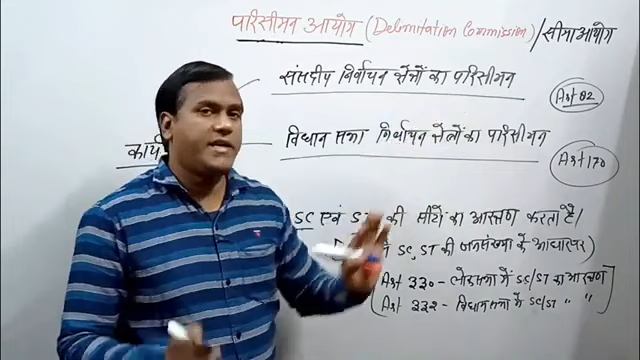 परिसीमन आयोग (Delimitation Commission) / सीमा आयोग
संसदीय निर्वाचन क्षेत्रों का परिसीमन
Art 82
कार्य
विधान सभा निर्वाचन क्षेत्रों का परिसीमन
Art 170
SC एवं की सीटों का आरक्षण करता है
SC, ST की जनसंख्या के आधार पर)
Art 330 - लोकसभा में SC/ST का आरक्षण
Art 332 - विधान सभा में SC/ST " "